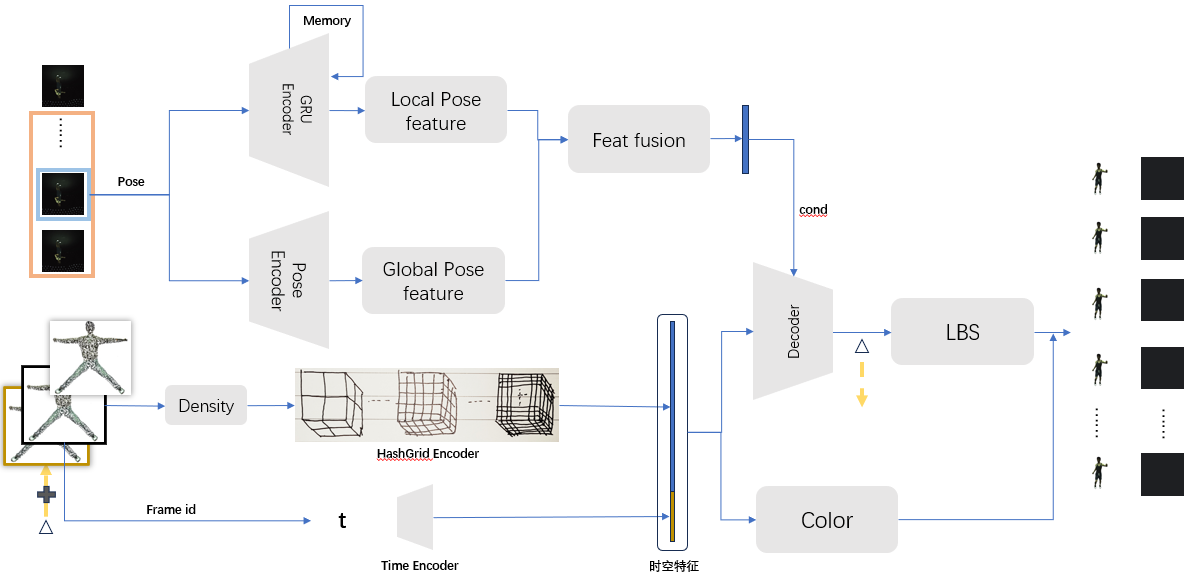 Memory
GRU
Encoder
Local Pose
feature
Feat fusion
Pose
cond
Pose
Encoder
Global Pose
feature
Decoder
LBS
Density
HashGrid Encoder
Frame id
t
Time Encoder
时空特征
Color